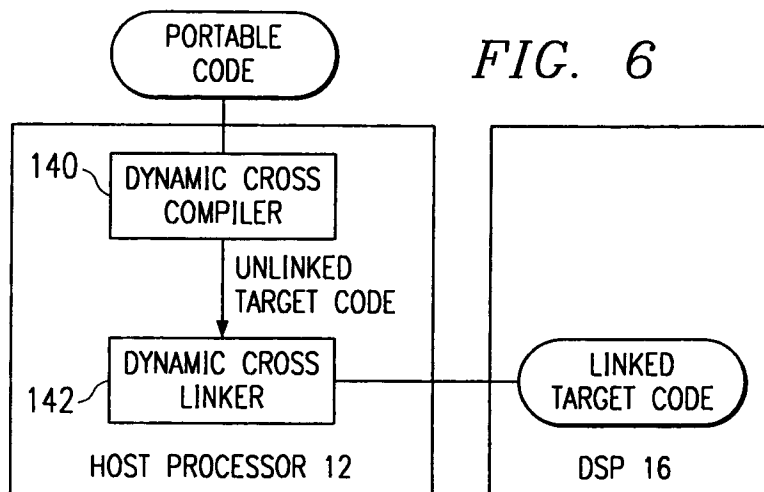 PORTABLE
CODE
FIG. 6
140
DYNAMIC CROSS
COMPILER
UNLINKED
TARGET CODE
142
DYNAMIC CROSS
LINKER
LINKED
TARGET CODE
HOST PROCESSOR 12
DSP 16